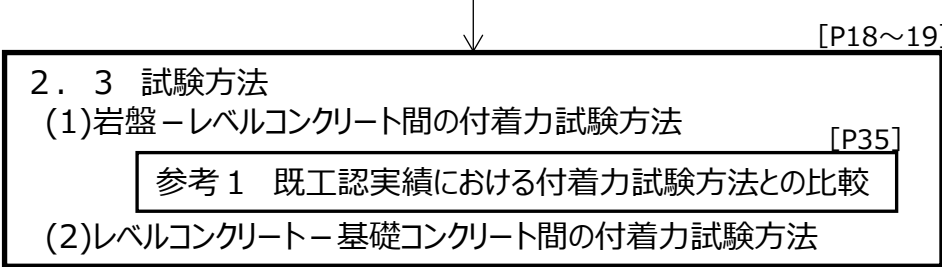 [P18～19]
２．３ 試験方法
(1)岩盤－レベルコンクリート間の付着力試験方法
[P35]
参考１ 既工認実績における付着力試験方法との比較
(2)レベルコンクリート－基礎コンクリート間の付着力試験方法